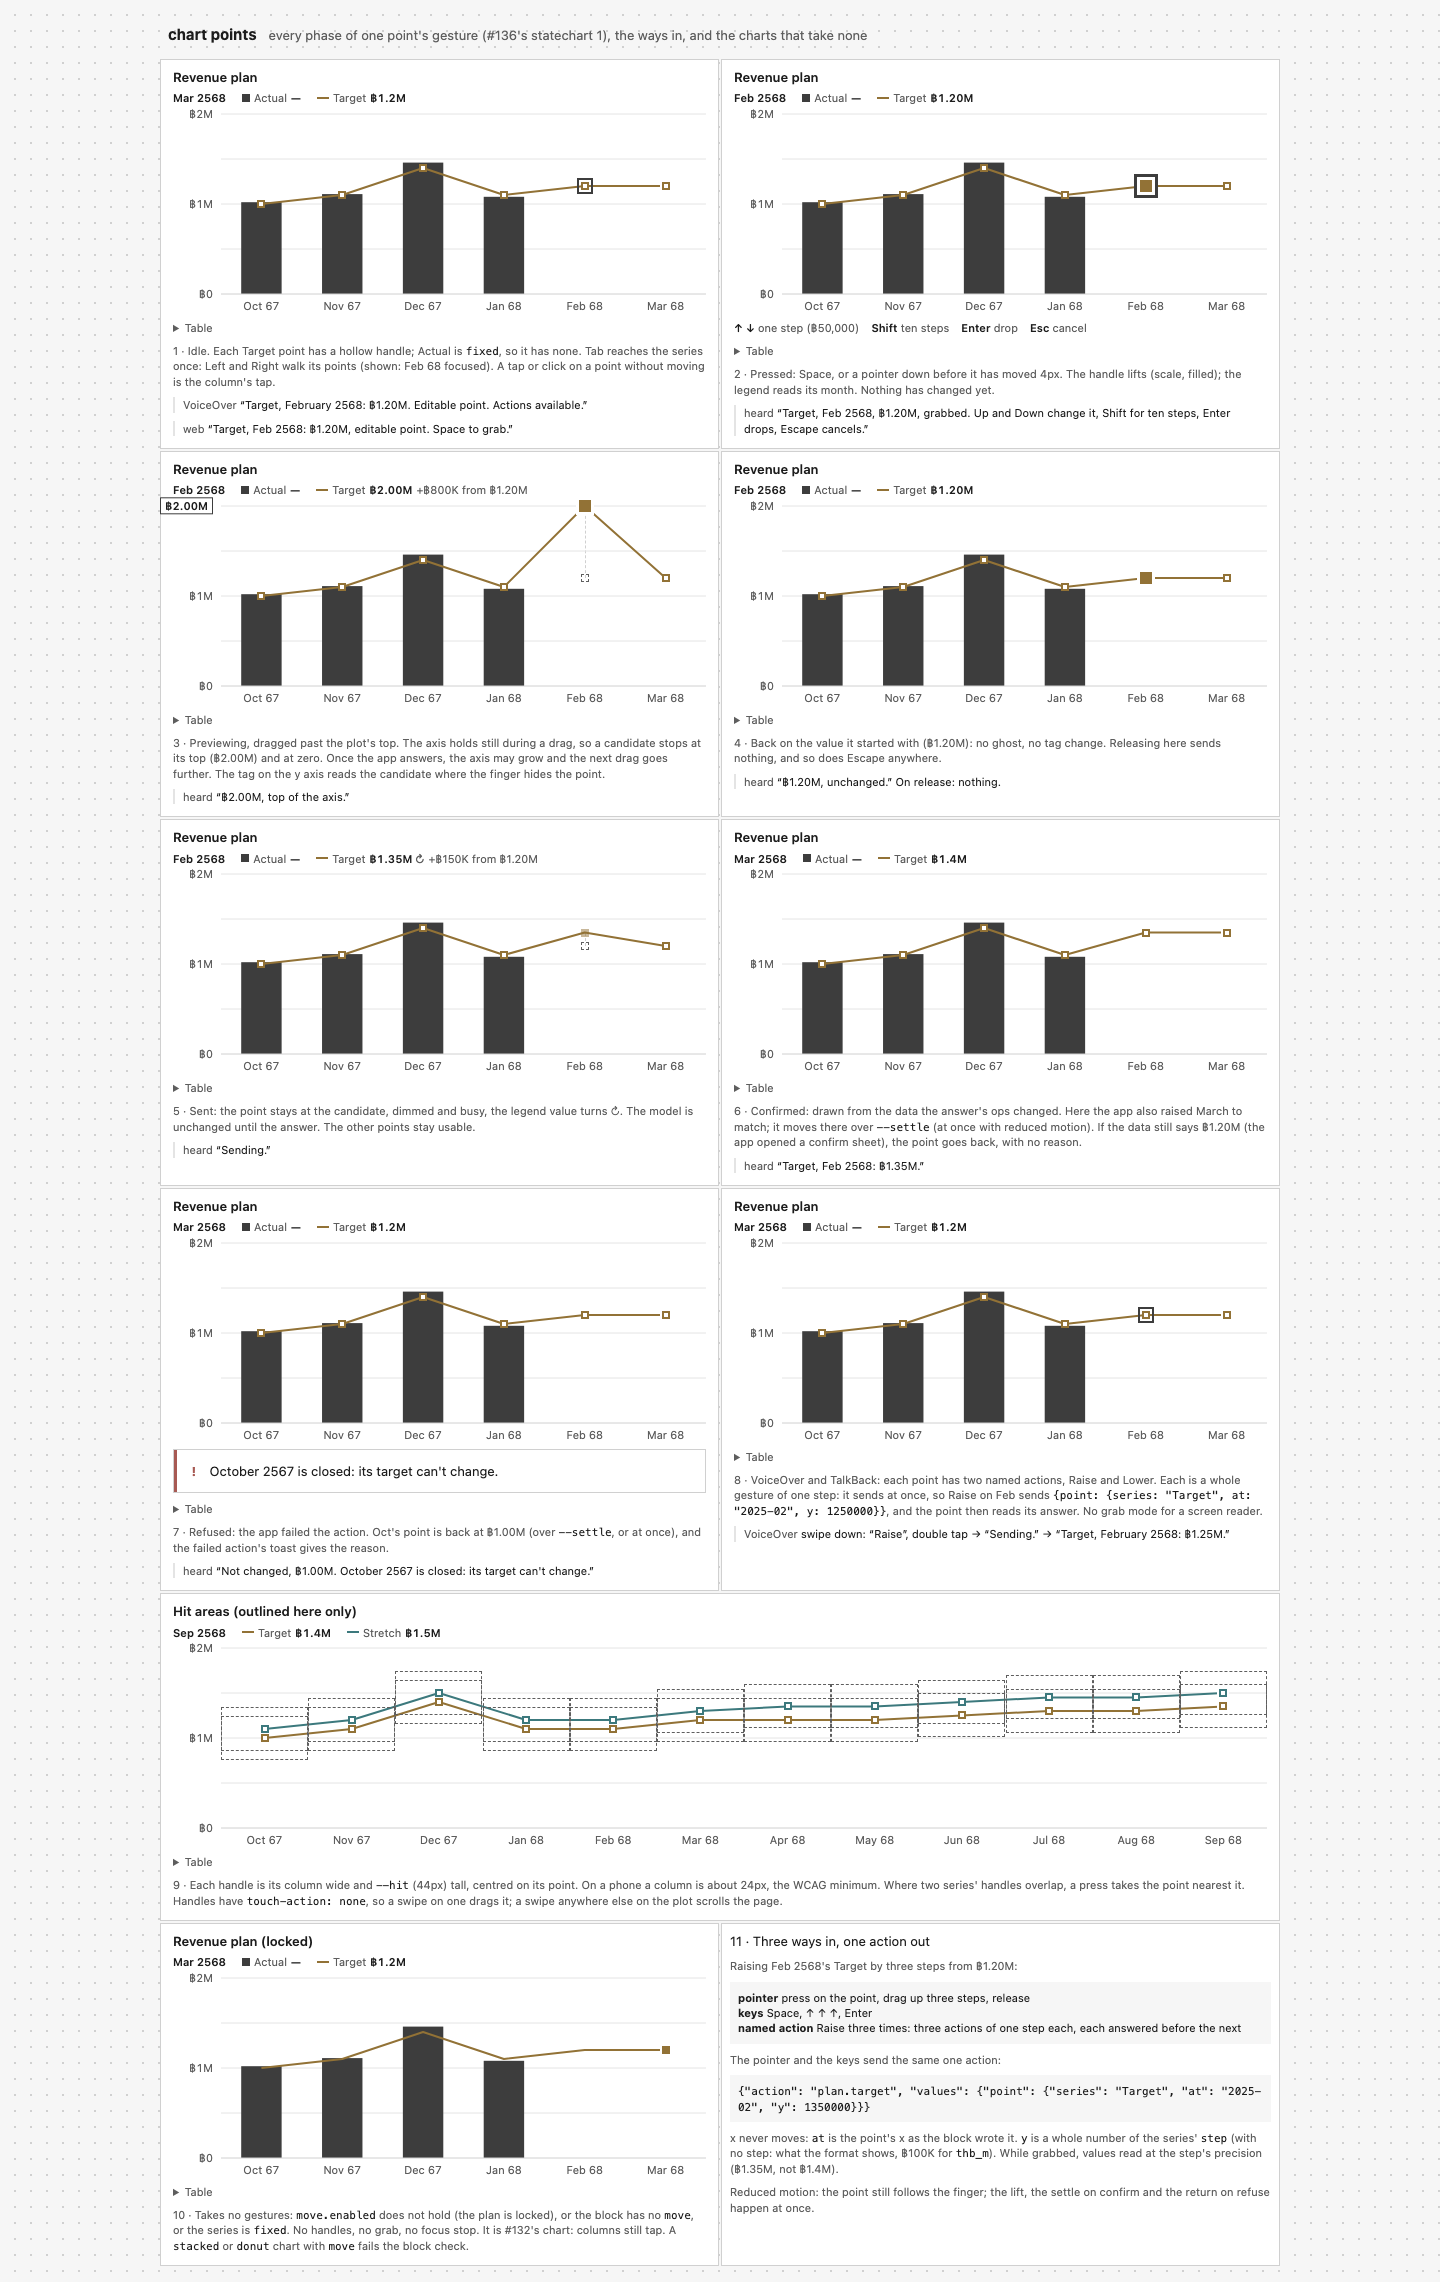 chart points every phase of one point's gesture (#136's statechart 1), the ways in, and the charts that take none
Revenue plan
Mar 2568 Actual — Target ฿1.2M
฿2M
฿1M
฿0
Oct 67 Nov 67 Dec 67 Jan 68 Feb 68 Mar 68
▶ Table
1 · Idle. Each Target point has a hollow handle; Actual is fixed, so it has none. Tab reaches the series
once: Left and Right walk its points (shown: Feb 68 focused). A tap or click on a point without moving
is the column's tap.
VoiceOver “Target, February 2568: ฿1.20M. Editable point. Actions available.”
web “Target, Feb 2568: ฿1.20M, editable point. Space to grab.”
Revenue plan
Feb 2568 Actual — Target ฿1.20M
฿2M
฿1M
฿0
Oct 67 Nov 67 Dec 67 Jan 68 Feb 68 Mar 68
↑ ↓ one step (฿50,000) Shift ten steps Enter drop Esc cancel
▶ Table
2 · Pressed: Space, or a pointer down before it has moved 4px. The handle lifts (scale, filled); the
legend reads its month. Nothing has changed yet.
heard “Target, Feb 2568, ฿1.20M, grabbed. Up and Down change it, Shift for ten steps, Enter
drops, Escape cancels.”
Revenue plan
Feb 2568 Actual — Target ฿2.00M +฿800K from ฿1.20M
฿2.00M
฿1M
฿0
Oct 67 Nov 67 Dec 67 Jan 68 Feb 68 Mar 68
▶ Table
3 · Previewing, dragged past the plot's top. The axis holds still during a drag, so a candidate stops at
its top (฿2.00M) and at zero. Once the app answers, the axis may grow and the next drag goes
further. The tag on the y axis reads the candidate where the finger hides the point.
heard “฿2.00M, top of the axis.”
Revenue plan
Feb 2568 Actual — Target ฿1.20M
฿2M
฿1M
฿0
Oct 67 Nov 67 Dec 67 Jan 68 Feb 68 Mar 68
▶ Table
4 · Back on the value it started with (฿1.20M): no ghost, no tag change. Releasing here sends
nothing, and so does Escape anywhere.
heard “฿1.20M, unchanged.” On release: nothing.
Revenue plan
Feb 2568 Actual — Target ฿1.35M ↻ +฿150K from ฿1.20M
฿2M
฿1M
฿0
Oct 67 Nov 67 Dec 67 Jan 68 Feb 68 Mar 68
▶ Table
5 · Sent: the point stays at the candidate, dimmed and busy, the legend value turns ↻. The model is
unchanged until the answer. The other points stay usable.
heard “Sending.”
Revenue plan
Mar 2568 Actual — Target ฿1.4M
฿2M
฿1M
฿0
Oct 67 Nov 67 Dec 67 Jan 68 Feb 68 Mar 68
▶ Table
6 · Confirmed: drawn from the data the answer's ops changed. Here the app also raised March to
match; it moves there over --settle (at once with reduced motion). If the data still says ฿1.20M (the
app opened a confirm sheet), the point goes back, with no reason.
heard “Target, Feb 2568: ฿1.35M.”
Revenue plan
Mar 2568 Actual — Target ฿1.2M
฿2M
฿1M
฿0
Oct 67 Nov 67 Dec 67 Jan 68 Feb 68 Mar 68
! October 2567 is closed: its target can't change.
▶ Table
7 · Refused: the app failed the action. Oct's point is back at ฿1.00M (over --settle, or at once), and
the failed action's toast gives the reason.
heard “Not changed, ฿1.00M. October 2567 is closed: its target can't change.”
Revenue plan
Mar 2568 Actual — Target ฿1.2M
฿2M
฿1M
฿0
Oct 67 Nov 67 Dec 67 Jan 68 Feb 68 Mar 68
▶ Table
8 · VoiceOver and TalkBack: each point has two named actions, Raise and Lower. Each is a whole
gesture of one step: it sends at once, so Raise on Feb sends {point: {series: "Target", at:
"2025-02", y: 1250000}}, and the point then reads its answer. No grab mode for a screen reader.
VoiceOver swipe down: “Raise”, double tap → “Sending.” → “Target, February 2568: ฿1.25M.”
Hit areas (outlined here only)
Sep 2568 Target ฿1.4M Stretch ฿1.5M
฿2M
฿1M
฿0
Oct 67 Nov 67 Dec 67 Jan 68 Feb 68 Mar 68 Apr 68 May 68 Jun 68 Jul 68 Aug 68 Sep 68
▶ Table
9 · Each handle is its column wide and --hit (44px) tall, centred on its point. On a phone a column is about 24px, the WCAG minimum. Where two series' handles overlap, a press takes the point nearest it.
Handles have touch-action: none, so a swipe on one drags it; a swipe anywhere else on the plot scrolls the page.
Revenue plan (locked)
Mar 2568 Actual — Target ฿1.2M
฿2M
฿1M
฿0
Oct 67 Nov 67 Dec 67 Jan 68 Feb 68 Mar 68
▶ Table
10 · Takes no gestures: move.enabled does not hold (the plan is locked), or the block has no move,
or the series is fixed. No handles, no grab, no focus stop. It is #132's chart: columns still tap. A
stacked or donut chart with move fails the block check.
11 · Three ways in, one action out
Raising Feb 2568's Target by three steps from ฿1.20M:
pointer press on the point, drag up three steps, release
keys Space, ↑ ↑ ↑, Enter
named action Raise three times: three actions of one step each, each answered before the next
The pointer and the keys send the same one action:
{"action": "plan.target", "values": {"point": {"series": "Target", "at": "2025-
02", "y": 1350000}}}
x never moves: at is the point's x as the block wrote it. y is a whole number of the series' step (with
no step: what the format shows, ฿100K for thb_m). While grabbed, values read at the step's precision
(฿1.35M, not ฿1.4M).
Reduced motion: the point still follows the finger; the lift, the settle on confirm and the return on refuse
happen at once.